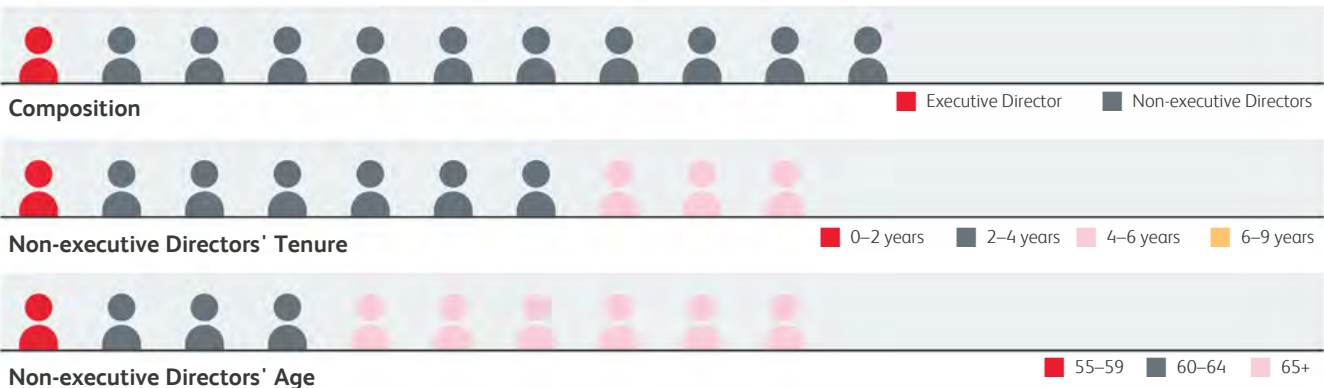 Composition
Executive Director Non-executive Directors
Non-executive Directors' Tenure
0–2 years 2–4 years 4–6 years 6–9 years
Non-executive Directors' Age
55–59 60–64 65+